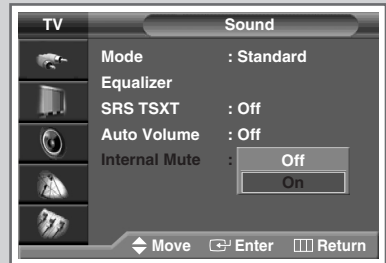 TV Sound
Mode : Standard
Equalizer
SRS TSXT : Off
Auto Volume : Off
Internal Mute : Off
On
Move Enter Return